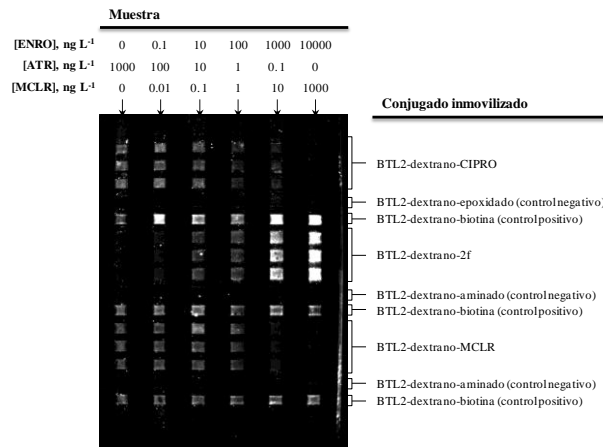 Muestra
[ENRO], ng L-1 0 0.1 10 100 1000 10000
[ATR], ng L-1 1000 100 10 1 0.1 0
[MCLR], ng L-1 0 0.01 0.1 1 10 1000
Conjugado inmovilizado
BTL2-dextrano-CIPRO
BTL2-dextrano-epoxidado (control negativo)
BTL2-dextrano-biotina (control positivo)
BTL2-dextrano-2f
BTL2-dextrano-aminado (control negativo)
BTL2-dextrano-biotina (control positivo)
BTL2-dextrano-MCLR
BTL2-dextrano-aminado (control negativo)
BTL2-dextrano-biotina (control positivo)